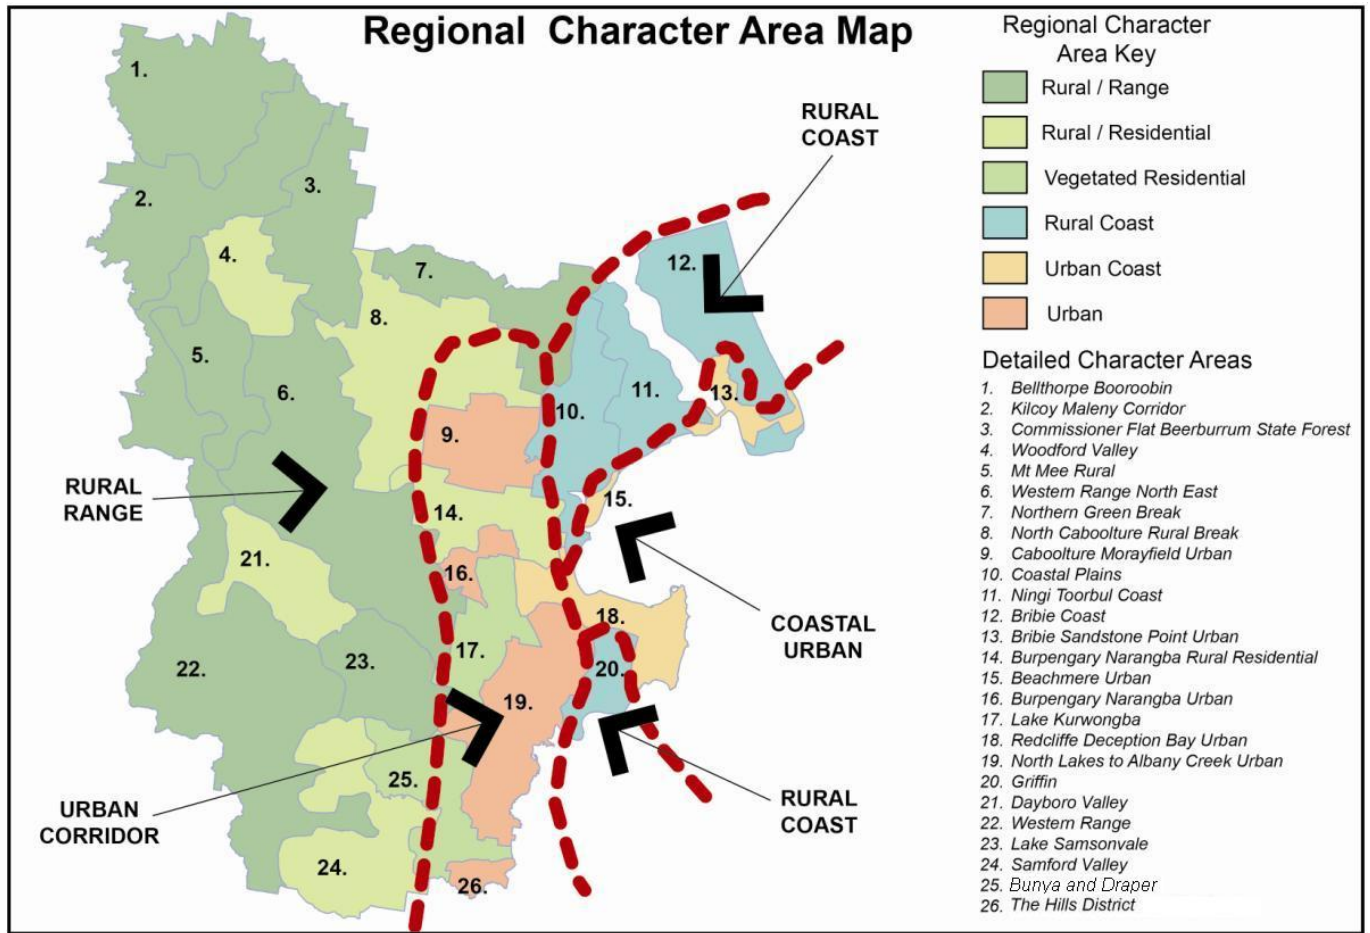 Regional Character Area Map
Regional Character
Area Key
Rural / Range
Rural / Residential
Vegetated Residential
Rural Coast
Urban Coast
Urban
Detailed Character Areas
1. Bellthorpe Booroobin
2. Kilcoy Maleny Corridor
3. Commissioner Flat Beerburrum State Forest
4. Woodford Valley
5. Mt Mee Rural
6. Western Range North East
7. Northern Green Break
8. North Caboolture Rural Break
9. Caboolture Morayfield Urban
10. Coastal Plains
11. Ningi Toorbul Coast
12. Bribie Coast
13. Bribie Sandstone Point Urban
14. Burpengary Narangba Rural Residential
15. Beachmere Urban
16. Burpengary Narangba Urban
17. Lake Kurwongba
18. Redcliffe Deception Bay Urban
19. North Lakes to Albany Creek Urban
20. Griffin
21. Dayboro Valley
22. Western Range
23. Lake Samsonvale
24. Samford Valley
25. Bunya and Draper
26. The Hills District
RURAL
COAST
RURAL
RANGE
COASTAL
URBAN
URBAN
CORRIDOR
RURAL
COAST
1.
2.
3.
4.
5.
6.
7.
8.
9.
10.
11.
12.
13.
14.
15.
16.
17.
18.
19.
20.
21.
22.
23.
24.
25.
26.